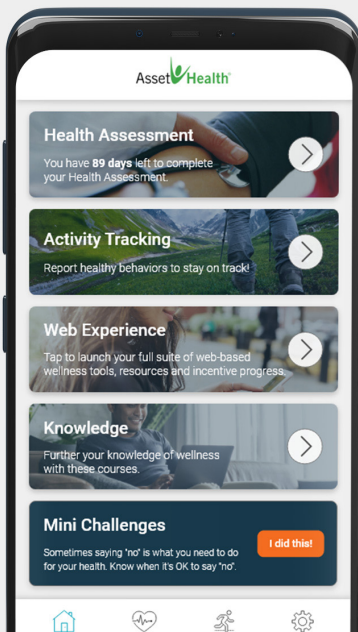 Asset Health
Health Assessment
You have 89 days left to complete
your Health Assessment.
Activity Tracking
Report healthy behaviors to stay on track!
Web Experience
Tap to launch your full suite of web-based
wellness tools, resources and incentive progress.
Knowledge
Further your knowledge of wellness
with these courses.
Mini Challenges
Sometimes saying "no" is what you need to do
for your health. Know when it's OK to say "no".
I did this!